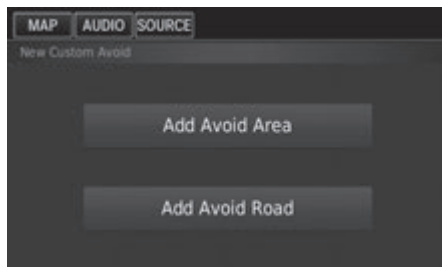 MAP AUDIO SOURCE
New Custom Avoid
Add Avoid Area
Add Avoid Road